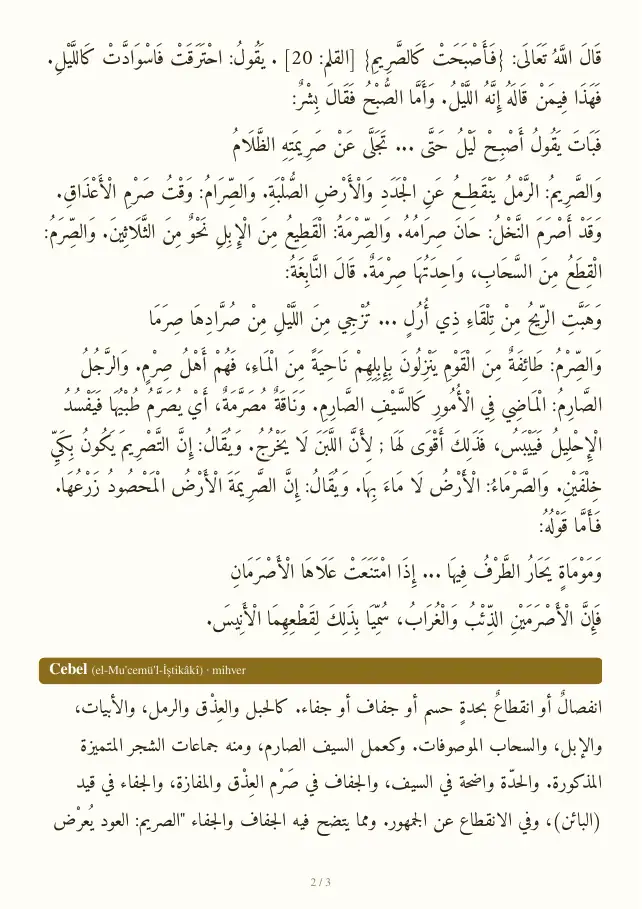 قَالَ اللَّهُ تَعَالَى: {فَأَصْبَحَتْ كَالصَّرِيمِ} [القلم: 20] . يَقُولُ: احْتَرَقَتْ فَاسْوَادَّتْ كَاللَّيْلِ.
فَهَذَا فِيمَنْ قَالَهُ إِنَّهُ اللَّيْلُ. وَأَمَّا الصُّبْحُ فَقَالَ بِشْرٌ:
فَبَاتَ يَقُولُ أَصْبِحْ لَيْلُ حَتَّى ... تَجَلَّى عَنْ صَرِيمَتِهِ الظَّلَامُ
وَالصَّرِيمُ: الرَّمْلُ يَنْقَطِعُ عَنِ الْجَدَدِ وَالْأَرْضِ الصُّلْبَةِ. وَالصِّرَامُ: وَقْتُ صَرْمِ الْأَعْذَاقِ.
وَقَدْ أَصْرَمَ النَّخْلُ: حَانَ صِرَامُهُ. وَالصِّرْمَةُ: الْقَطِيعُ مِنَ الْإِبِلِ نَحْوٌ مِنَ الثَّلَاثِينَ. وَالصِّرَمُ:
الْقِطَعُ مِنَ السَّحَابِ، وَاحِدَتُهَا صِرْمَةٌ. قَالَ النَّابِغَةُ:
وَهَبَّتِ الرِّيحُ مِنْ تِلْقَاءِ ذِي أُرُلٍ ... تُزْجِي مِنَ اللَّيْلِ مِنْ صُرَّادِهَا صِرَمَا
وَالصِّرْمُ: طَائِفَةٌ مِنَ الْقَوْمِ يَنْزِلُونَ بِإِبِلِهِمْ نَاحِيَةً مِنَ الْمَاءِ، فَهُمْ أَهْلُ صِرْمٍ. وَالرَّجُلُ
الصَّارِمُ: الْمَاضِي فِي الْأُمُورِ كَالسَّيْفِ الصَّارِمِ. وَنَاقَةٌ مُصَرَّمَةٌ، أَيْ يُصَرَّمُ طُبْيُهَا فَيَفْسُدُ
الْإِحْلِيلُ فَيَيْبَسُ، فَذَلِكَ أَقْوَى لَهَا ; لِأَنَّ اللَّبَنَ لَا يَخْرُجُ. وَيُقَالُ: إِنَّ التَّصْرِيمَ يَكُونُ بِكَيِّ
خِلْفَيْنِ. وَالصَّرْمَاءُ: الْأَرْضُ لَا مَاءَ بِهَا. وَيُقَالُ: إِنَّ الصَّرِيمَةَ الْأَرْضُ الْمَحْصُودُ زَرْعُهَا.
فَأَمَّا قَوْلُهُ:
وَمَوْمَاةٍ يَحَارُ الطَّرْفُ فِيهَا ... إِذَا امْتَنَعَتْ عَلَاهَا الْأَصْرَمَانِ
فَإِنَّ الْأَصْرَمَيْنِ الذِّئْبُ وَالْغُرَابُ، سُمِّيَا بِذَلِكَ لِقَطْعِهِمَا الْأَنِيسَ.
Cebel (el-Mu'cemü'l-İştikâkî) · mihver
انفصالٌ أو انقطاعٌ بحدةٍ حسم أو جفاف أو جفاء. كالحبل والعِذْق والرمل، والأبيات،
والإبل، والسحاب الموصوفات. وكعمل السيف الصارم، ومنه جماعات الشجر المتميزة
المذكورة. والحدّة واضحة في السيف، والجفاف في صَرْم العِذْق والمفازة، والجفاء في قيد
(البائن)، وفي الانقطاع عن الجمهور. ومما يتضح فيه الجفاف والجفاء "الصريم: العود يُعرْض
2 / 3